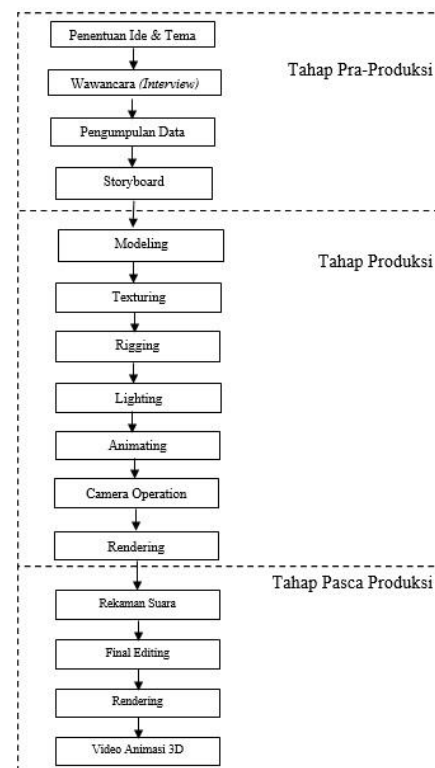 Penentuan Ide & Tema
Tahap Pra-Produksi
Wawancara (Interview)
Pengumpulan Data
Storyboard
Modeling
Tahap Produksi
Texturing
Rigging
Lighting
Animating
Camera Operation
Rendering
Tahap Pasca Produksi
Rekaman Suara
Final Editing
Rendering
Video Animasi 3D